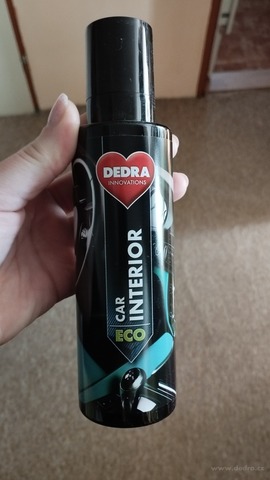 DEDRA
INNOVATIONS
CAR
INTERIOR
ECO
www.dedra.cz